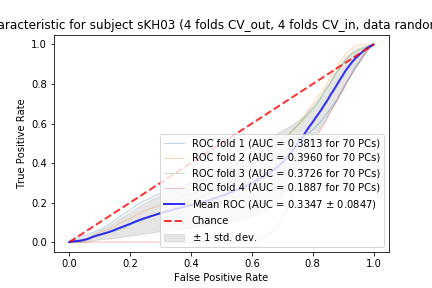 aracteristic for subject sKH03 (4 folds CV_out, 4 folds CV_in, data random
1.0
0.8
0.6
0.4
0.2
0.0
True Positive Rate
ROC fold 1 (AUC = 0.3813 for 70 PCs)
ROC fold 2 (AUC = 0.3960 for 70 PCs)
ROC fold 3 (AUC = 0.3726 for 70 PCs)
ROC fold 4 (AUC = 0.1887 for 70 PCs)
Mean ROC (AUC = 0.3347 ± 0.0847)
Chance
± 1 std. dev.
0.0 0.2 0.4 0.6 0.8 1.0
False Positive Rate